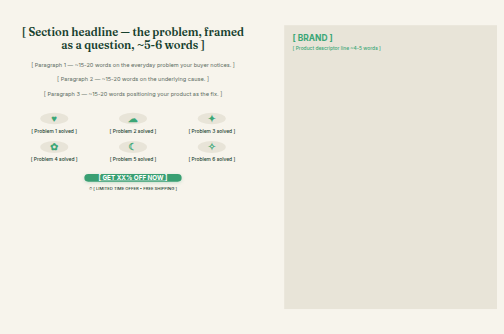 [ Section headline — the problem, framed
as a question, ~5-6 words ]
[ Paragraph 1 — ~15-20 words on the everyday problem your buyer notices. ]
[ Paragraph 2 — ~15-20 words on the underlying cause. ]
[ Paragraph 3 — ~15-20 words positioning your product as the fix. ]
[ Problem 1 solved ]
[ Problem 2 solved ]
[ Problem 3 solved ]
[ Problem 4 solved ]
[ Problem 5 solved ]
[ Problem 6 solved ]
[ GET XX% OFF NOW ]
[ LIMITED TIME OFFER • FREE SHIPPING ]
[ BRAND ]
[ Product descriptor line ~4-5 words ]